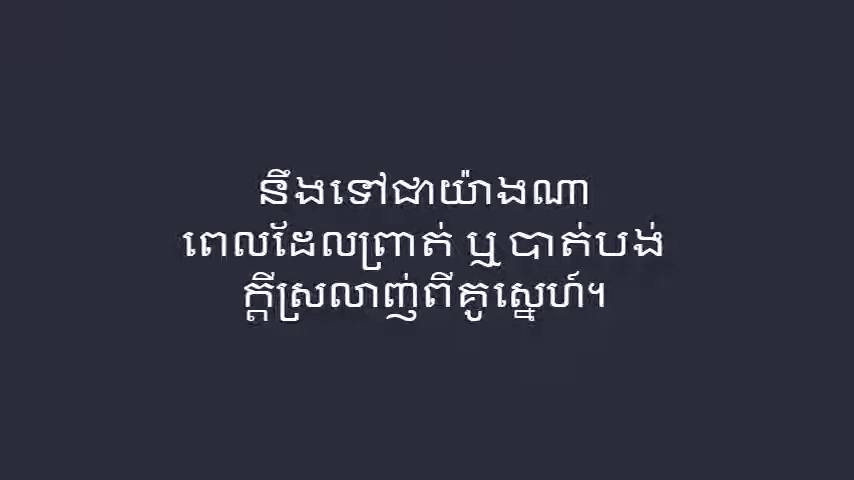 នឹងទៅជាយ៉ាងណា
ពេលដែលព្រាត់ ឬ បាត់បង់
ក្ដីស្រលាញ់ពីគូស្នេហ៍។